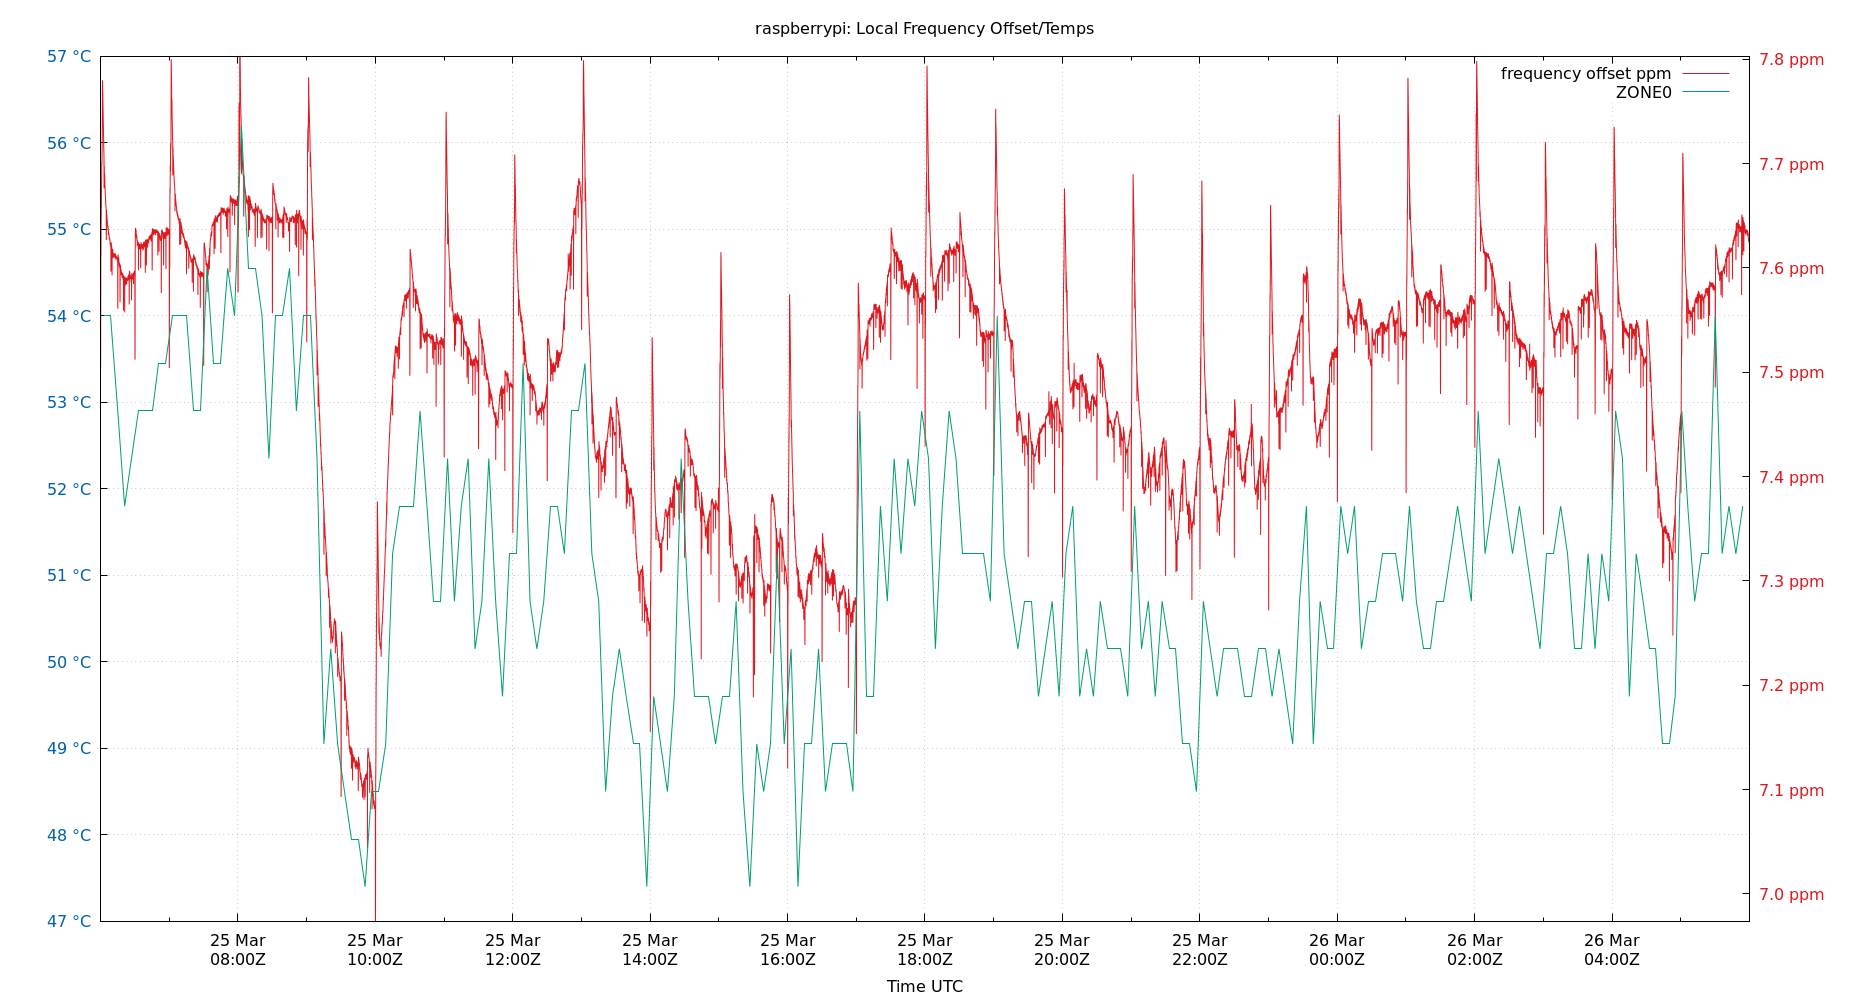 raspberrypi: Local Frequency Offset/Temps
57 °C
56 °C
55 °C
54 °C
53 °C
52 °C
51 °C
50 °C
49 °C
48 °C
47 °C
7.8 ppm
7.7 ppm
7.6 ppm
7.5 ppm
7.4 ppm
7.3 ppm
7.2 ppm
7.1 ppm
7.0 ppm
frequency offset ppm
ZONE0
25 Mar
08:00Z
25 Mar
10:00Z
25 Mar
12:00Z
25 Mar
14:00Z
25 Mar
16:00Z
25 Mar
18:00Z
25 Mar
20:00Z
25 Mar
22:00Z
26 Mar
00:00Z
26 Mar
02:00Z
26 Mar
04:00Z
Time UTC